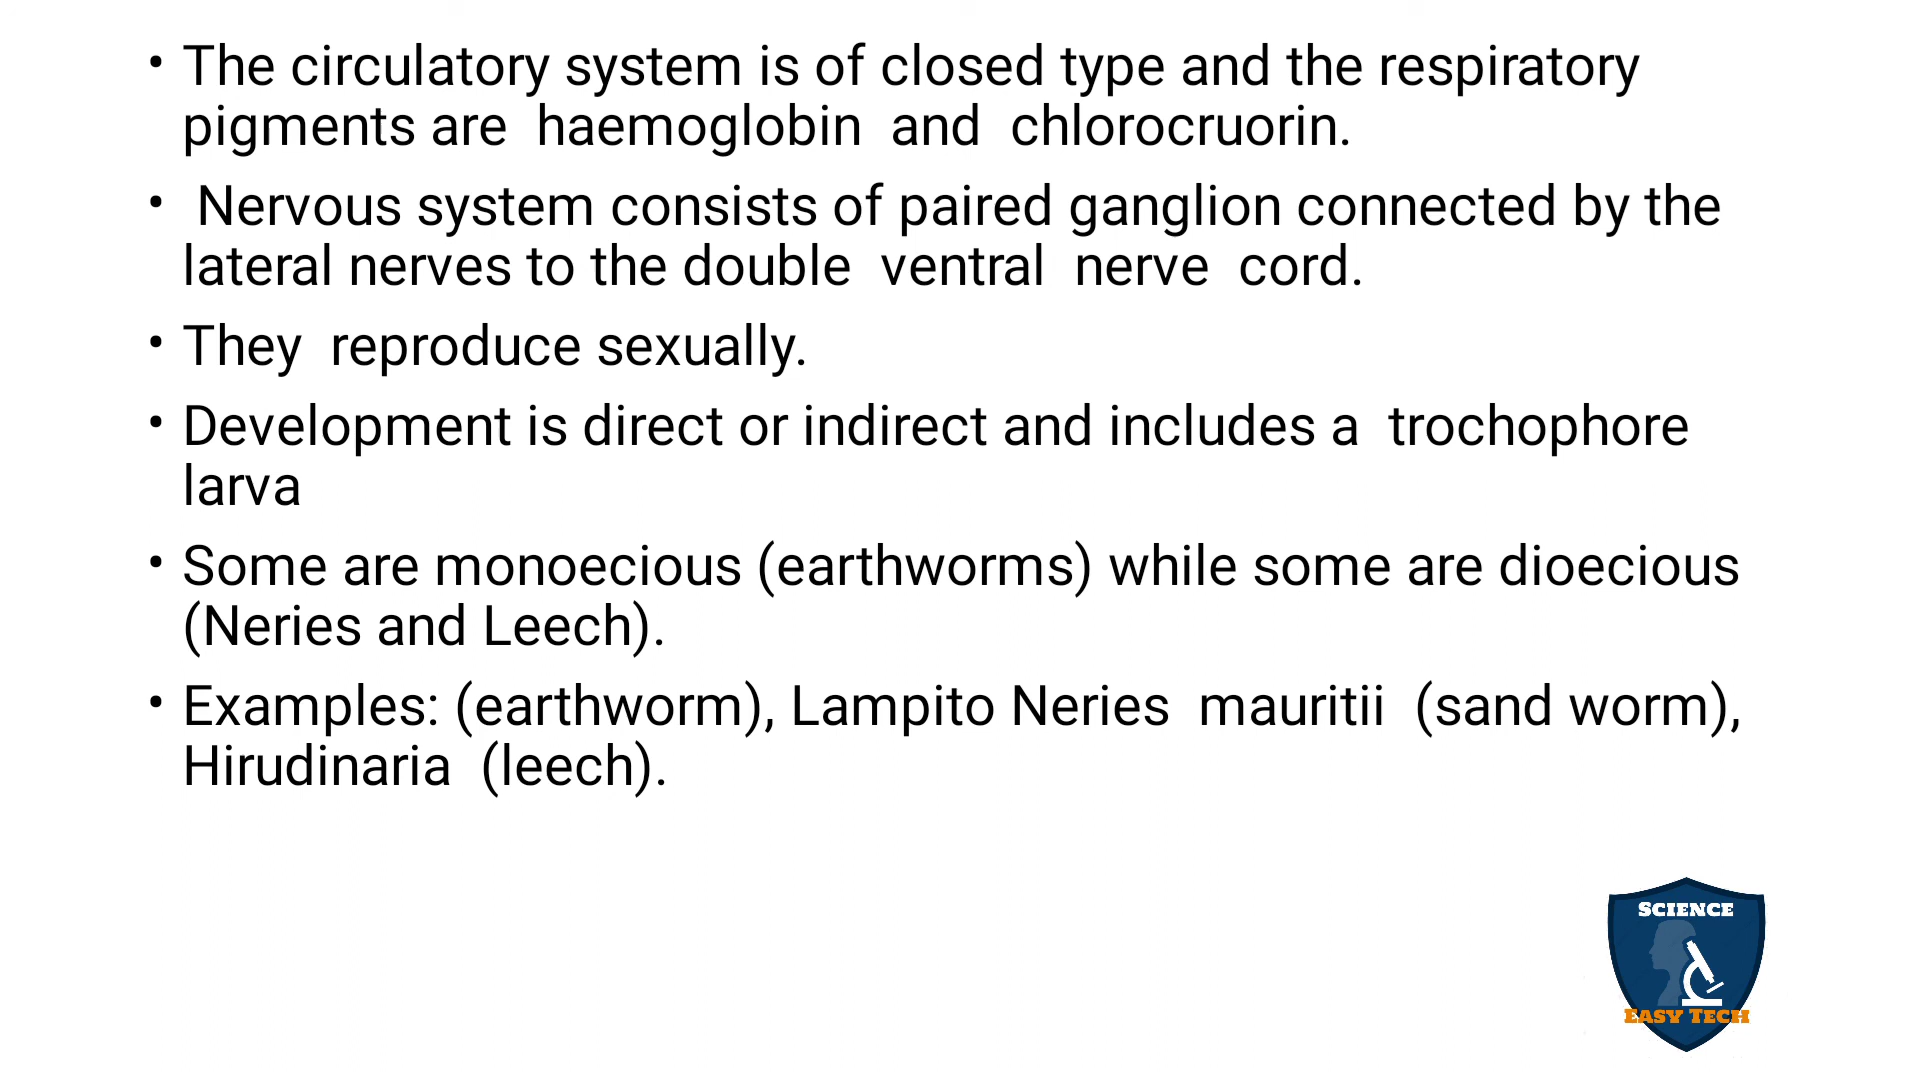 • The circulatory system is of closed type and the respiratory
pigments are haemoglobin and chlorocruorin.
• Nervous system consists of paired ganglion connected by the
lateral nerves to the double ventral nerve cord.
• They reproduce sexually.
• Development is direct or indirect and includes a trochophore
larva
• Some are monoecious (earthworms) while some are dioecious
(Neries and Leech).
• Examples: (earthworm), Lampito Neries mauritii (sand worm),
Hirudinaria (leech).
SCIENCE
EASY TECH